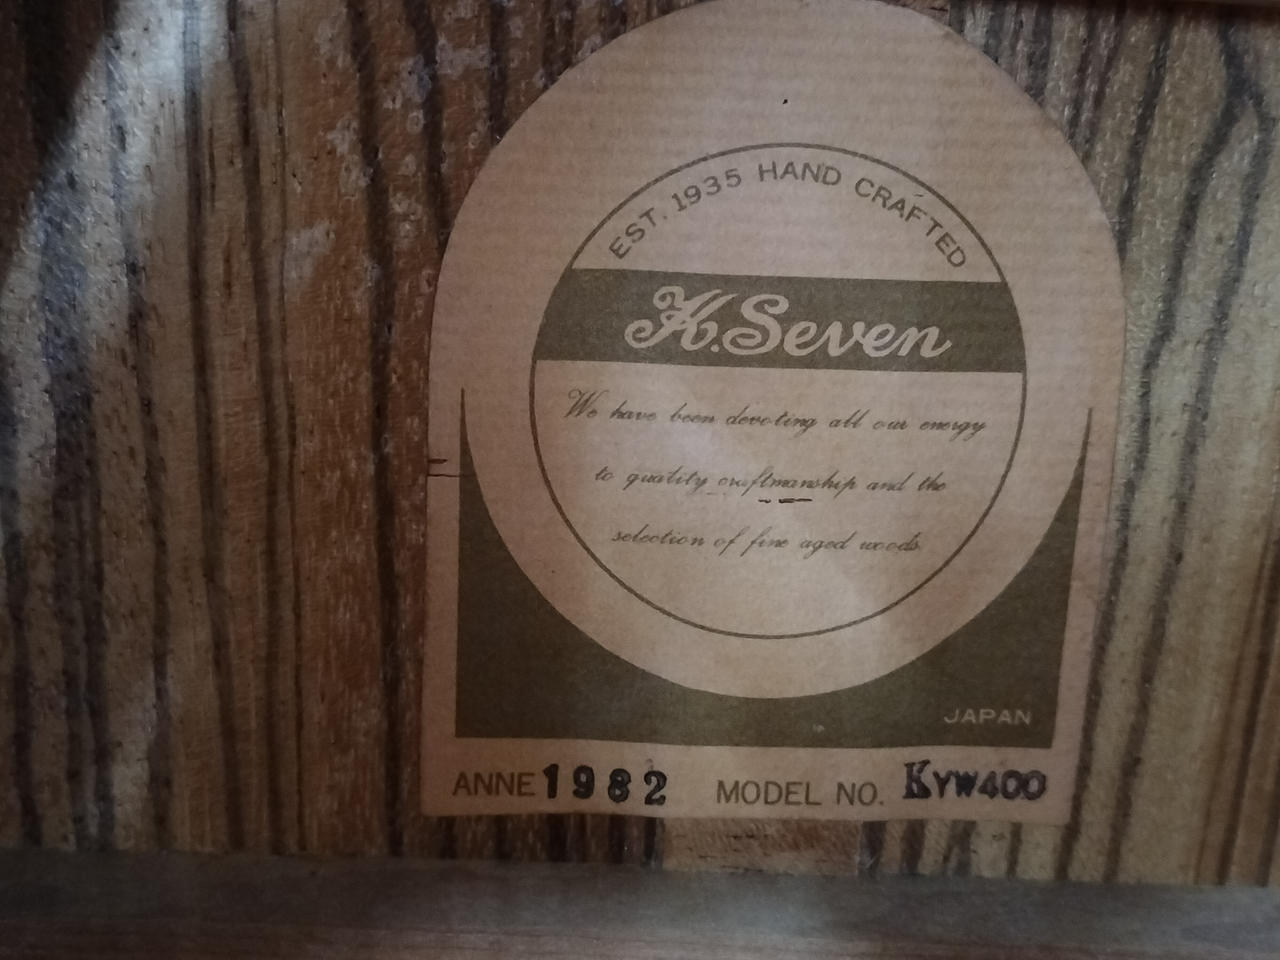 EST. 1935 HAND CRAFTED
K.Seven
We have been devoting all our energy
to quality craftmanship and the
selection of fine aged woods.
JAPAN
ANNE 1982 MODEL NO. KYW400